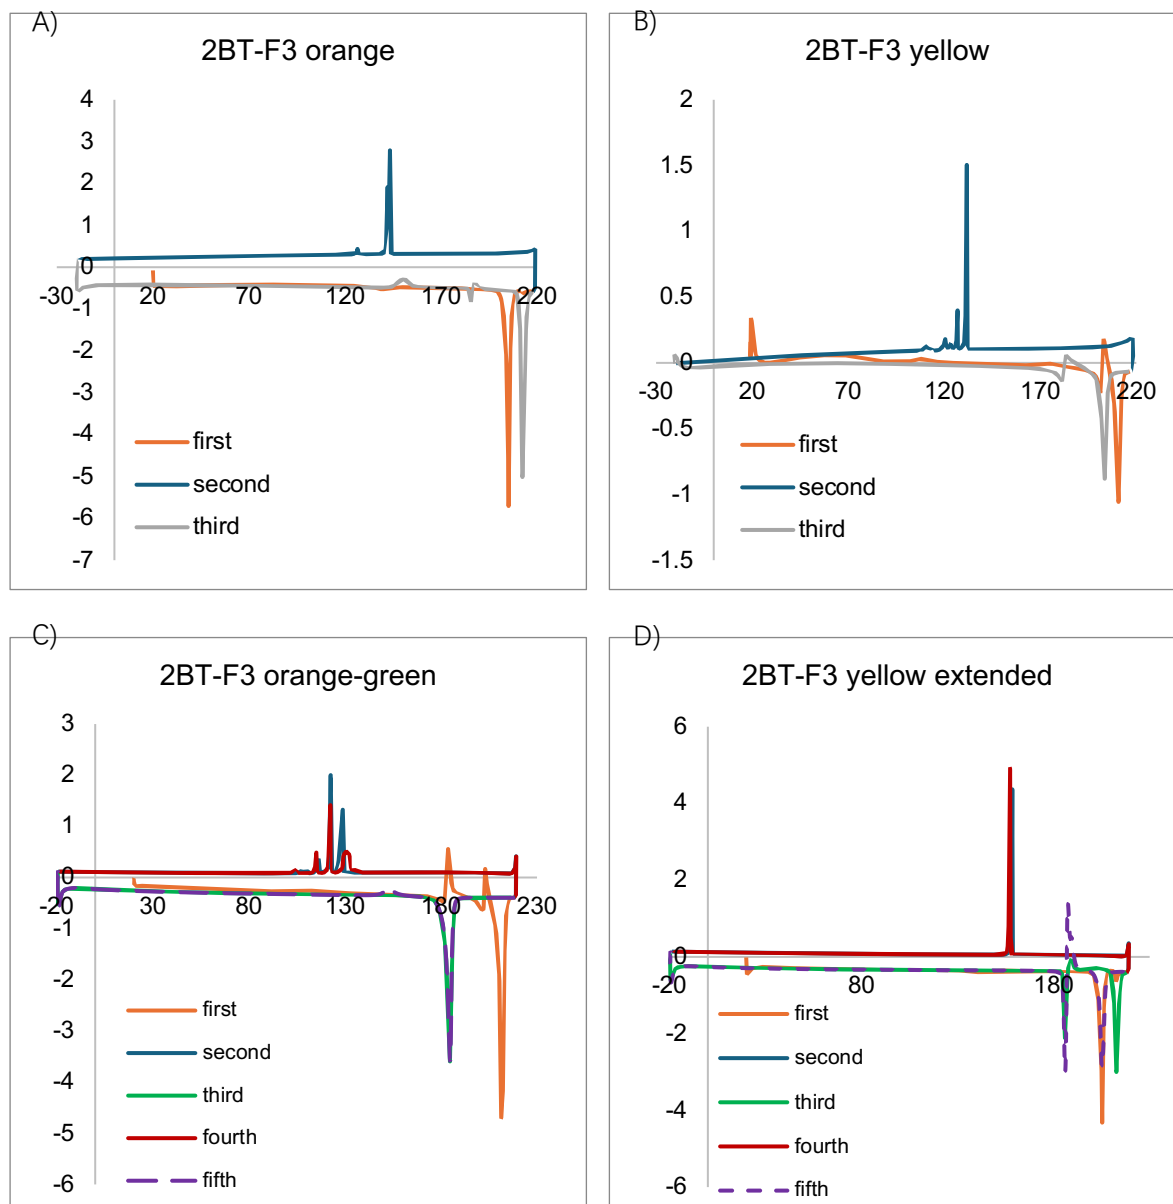 A)
2BT-F3 orange
4
3
2
1
0
-30 20 70 120 170 220
-1
-2
-3
-4
-5
-6
-7
first
second
third
B)
2BT-F3 yellow
2
1.5
1
0.5
0
-30 20 70 120 170 220
-0.5
-1
-1.5
first
second
third
C)
2BT-F3 orange-green
3
2
1
0
-20 30 80 130 180 230
-1
-2
-3
-4
-5
-6
first
second
third
fourth
fifth
D)
2BT-F3 yellow extended
6
4
2
0
-20 80 180
-2
-4
-6
first
second
third
fourth
fifth